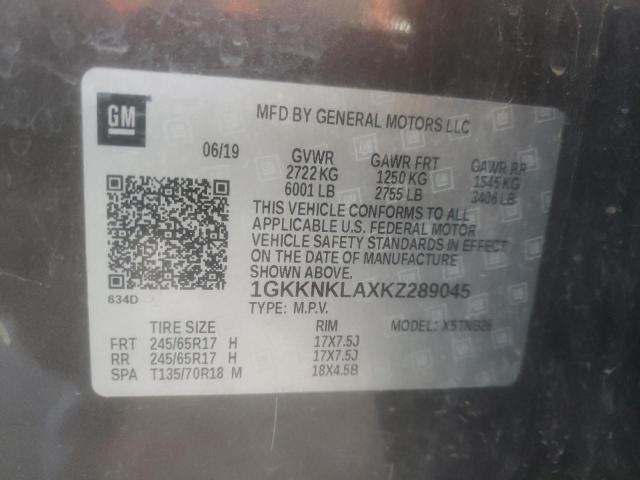 GM
MFD BY GENERAL MOTORS LLC
06/19 GVWR GAWR FRT GAWR RR
2722 KG 1250 KG 1545 KG
6001 LB 2755 LB 3406 LB
THIS VEHICLE CONFORMS TO ALL
APPLICABLE U.S. FEDERAL MOTOR
VEHICLE SAFETY STANDARDS IN EFFECT
ON THE DATE OF MANUFACTURE
SHOWN ABOVE.
634D 1GKKNKLAXKZ289045
TYPE: M.P.V.
TIRE SIZE RIM MODEL: XSTNB26
FRT 245/65R17 H 17X7.5J
RR 245/65R17 H 17X7.5J
SPA T135/70R18 M 18X4.5B